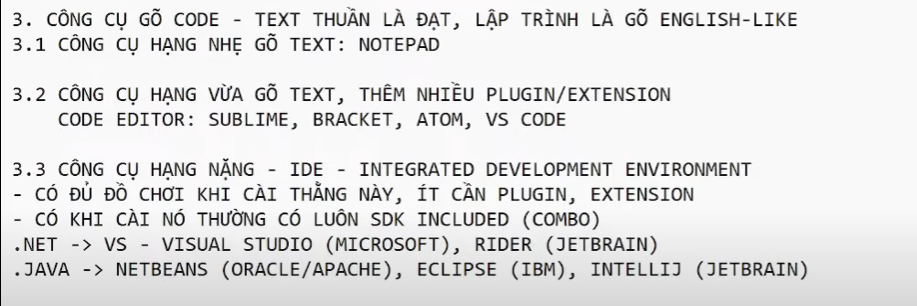 3. CÔNG CỤ GÕ CODE - TEXT THUẦN LÀ ĐẠT, LẬP TRÌNH LÀ GÕ ENGLISH-LIKE
3.1 CÔNG CỤ HẠNG NHẸ GÕ TEXT: NOTEPAD
3.2 CÔNG CỤ HẠNG VỪA GÕ TEXT, THÊM NHIỀU PLUGIN/EXTENSION
CODE EDITOR: SUBLIME, BRACKET, ATOM, VS CODE
3.3 CÔNG CỤ HẠNG NẶNG - IDE - INTEGRATED DEVELOPMENT ENVIRONMENT
- CÓ ĐỦ ĐỒ CHƠI KHI CÀI THẰNG NÀY, ÍT CẦN PLUGIN, EXTENSION
- CÓ KHI CÀI NÓ THƯỜNG CÓ LUÔN SDK INCLUDED (COMBO)
.NET -> VS - VISUAL STUDIO (MICROSOFT), RIDER (JETBRAIN)
.JAVA -> NETBEANS (ORACLE/APACHE), ECLIPSE (IBM), INTELLIJ (JETBRAIN)